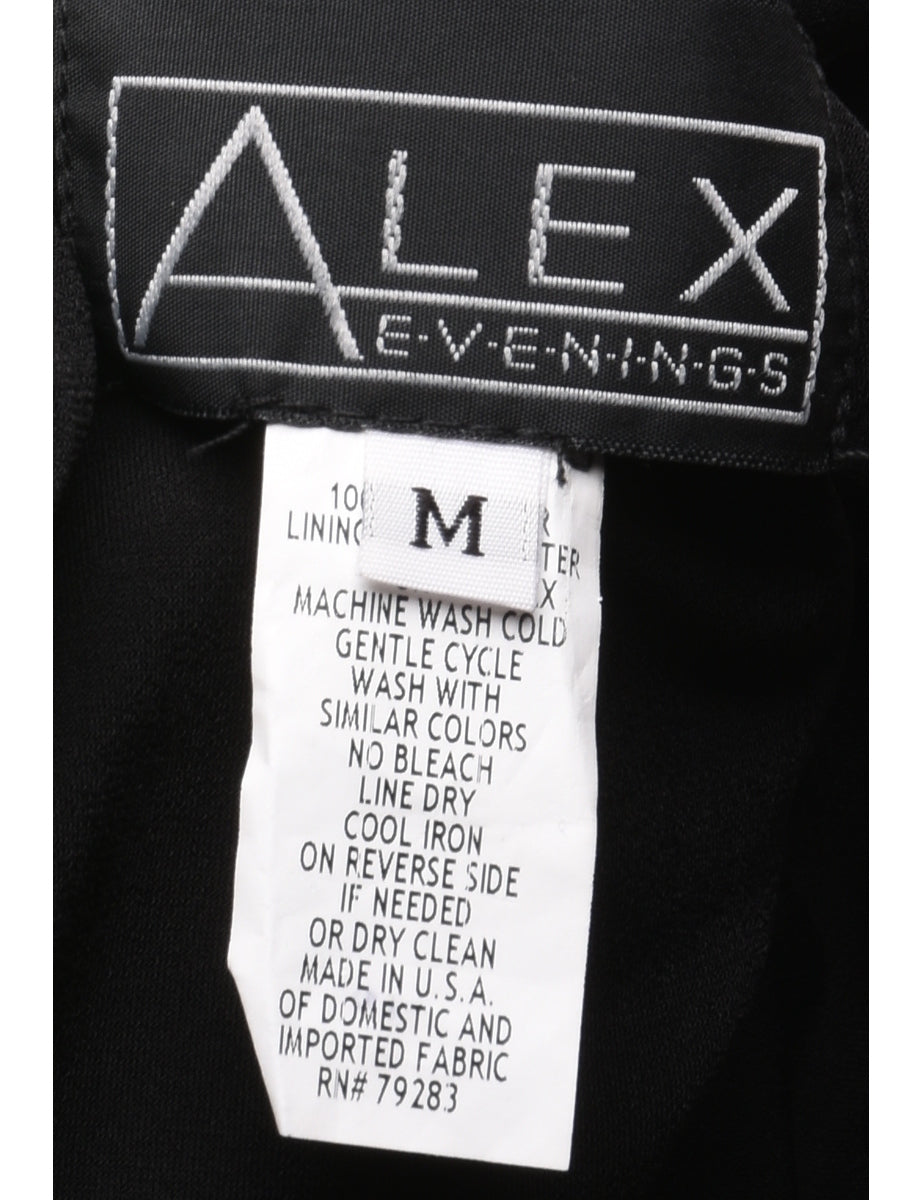 ALEX
E·V·E·N·I·N·G·S
M
MACHINE WASH COLD
GENTLE CYCLE
WASH WITH
SIMILAR COLORS
NO BLEACH
LINE DRY
COOL IRON
ON REVERSE SIDE
IF NEEDED
OR DRY CLEAN
MADE IN U.S.A.
OF DOMESTIC AND
IMPORTED FABRIC
RN# 79283